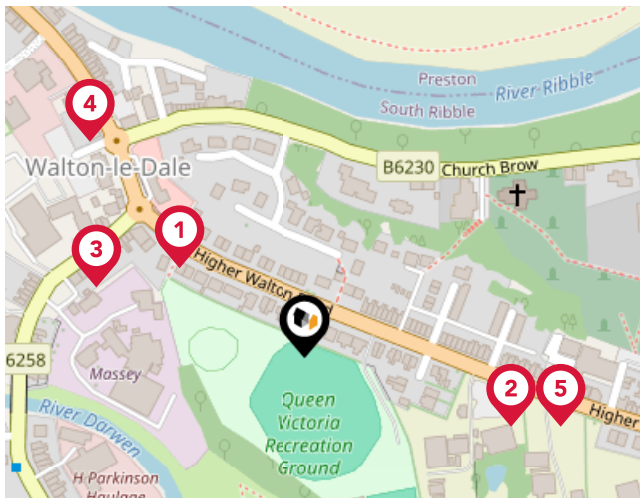 Preston
River Ribble
South Ribble
4
Walton-le-Dale
B6230
Church Brow
1
3
Higher Walton
d
6258
Massey
Queen
Victoria
Recreation
Ground
2
5
Higher
River Darwen
H Parkinson
Haulage